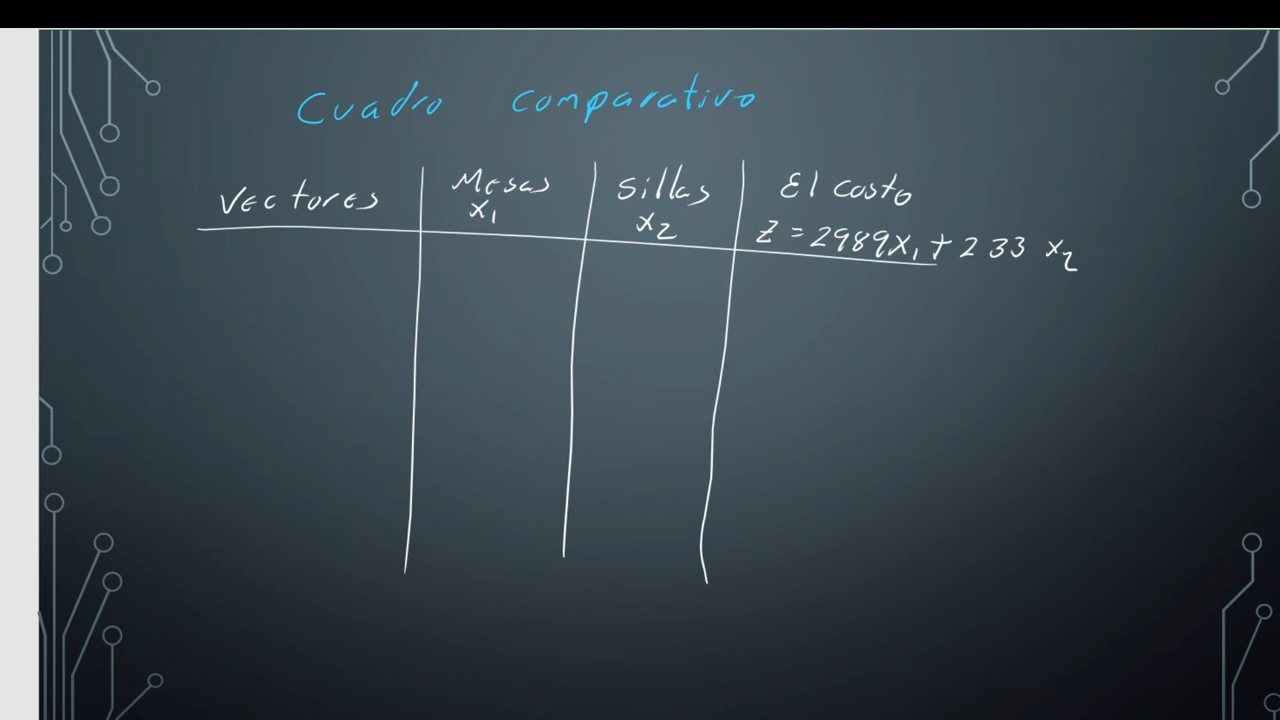 Cuadro comparativo
Vectores Mesas Sillas El costo
x1 x2 z = 2989x1 + 233 x2